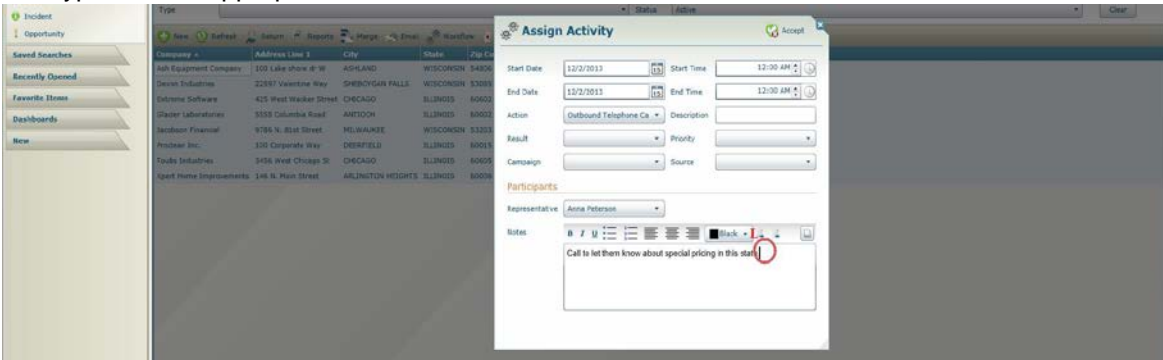 Type Status Active Clear
Incident
Opportunity
Saved Searches
Recently Opened
Favorite Items
Dashboards
New
New Refresh Return Reports Merge Email Workflow
Company Address Line 1 City State Zip
Ash Equipment Company 100 Lake shore dr W ASHLAND WISCONSIN 54806
Devon Industries 22897 Valentine Way SHEBOYGAN FALLS WISCONSIN
Extreme Software 425 West Wacker Street CHICAGO ILLINOIS 60602
Glacier Laboratories 5558 Columbia Road ANTIOCH ILLINOIS
Jacobson Financial 9786 N. 81st Street MILWAUKEE WISCONSIN 53203
100 Corporate Way DEERFIELD ILLINOIS 60015
Toubs Industries 3456 West Chicago St CHICAGO ILLINOIS 60605
Xpert Home Improvements 146 N. Main Street ARLINGTON HEIGHTS ILLINOIS
Assign Activity Accept
Start Date 12/2/2013 Start Time 12:00 AM
End Date 12/2/2013 End Time 12:00 AM
Action Outbound Telephone Ca Description
Result Priority
Campaign Source
Participants
Representative Anna Peterson
Notes B I U Black
Call to let them know about special pricing in this state